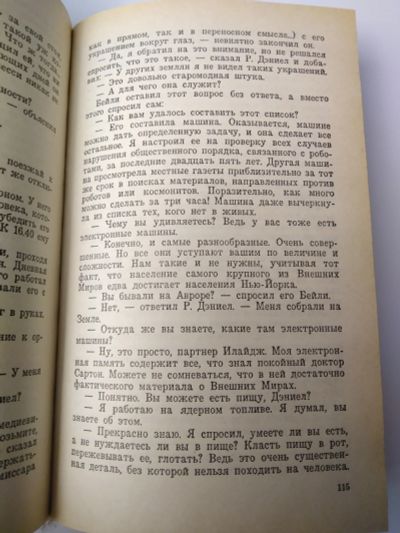 как в прямом, так и в переносном смысле..) с его
украшением вокруг глаз, — невнятно закончил он.
— Да, я обратил на это внимание, но не решался
спросить, что это такое, — сказал Р. Дэниел и добавил:
— У других землян я не видел таких украшений.
— Это довольно старомодная штука.
— А для чего она служит?
Бейли оставил этот вопрос без ответа, а вместо
этого спросил сам:
— Как вам удалось составить этот список?
— Его составила машина. Оказывается, машине
можно дать определенную задачу, и она сделает все
остальное. Я настроил ее на проверку всех случаев
нарушения общественного порядка, связанного с робо-
тами, за последние двадцать пять лет. Другая маши-
на просмотрела местные газеты приблизительно за тот
же срок в поисках материалов, направленных против
роботов или космонитов. Поразительно, как много
можно сделать за три часа! Машина даже вычеркну-
ла из списка тех, кого нет в живых.
— Чему вы удивляетесь? Ведь у вас тоже есть
электронные машины.
— Конечно, и самые разнообразные. Очень совер-
шенные. Но все они уступают вашим по величине и
сложности. Нам такие и не нужны, учитывая тот
факт, что население самого крупного из Внешних
Миров едва достигает населения Нью-Йорка.
— Вы бывали на Авроре? — спросил его Бейли.
— Нет, — ответил Р. Дэниел. — Меня собрали на
Земле.
— Откуда же вы знаете, какие там электронные
машины?
— Ну, это просто, партнер Илайдж. Моя электрон-
ная память содержит все, что знал покойный доктор
Сартон. Можете не сомневаться, что в ней достаточно
фактического материала о Внешних Мирах.
— Понятно. Вы можете есть пищу, Дэниел?
— Я работаю на ядерном топливе. Я думал, вы
знаете об этом.
— Прекрасно знаю. Я спросил, умеете ли вы есть,
а не нуждаетесь ли вы в пище? Класть пищу в рот,
пережевывать ее, глотать? Ведь это очень существен-
ная деталь, без которой нельзя походить на человека.
115